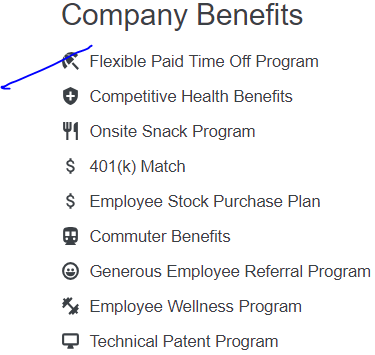 Company Benefits
Flexible Paid Time Off Program
Competitive Health Benefits
Onsite Snack Program
401(k) Match
Employee Stock Purchase Plan
Commuter Benefits
Generous Employee Referral Program
Employee Wellness Program
Technical Patent Program